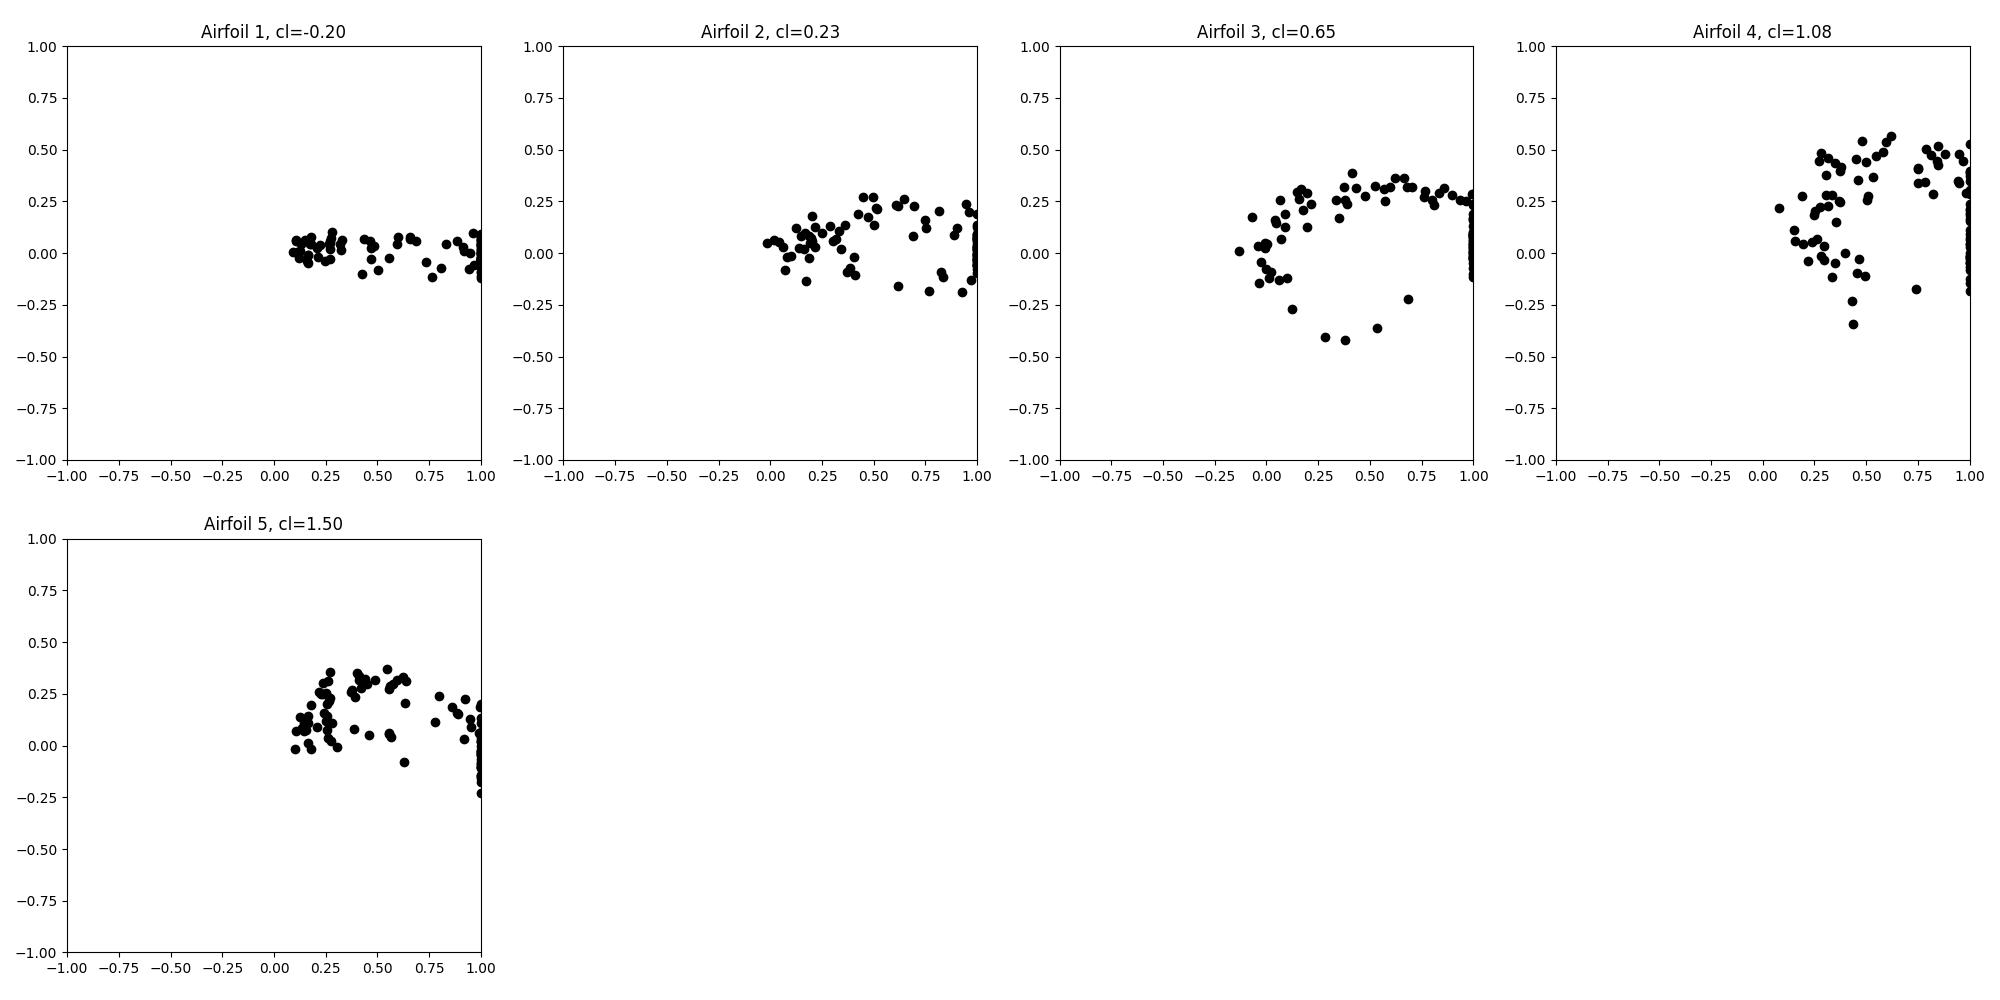 Airfoil 1, cl=-0.20
Airfoil 2, cl=0.23
Airfoil 3, cl=0.65
Airfoil 4, cl=1.08
1.00 1.00 1.00 1.00
0.75 0.75 0.75 0.75
0.50 0.50 0.50 0.50
0.25 0.25 0.25 0.25
0.00 0.00 0.00 0.00
−0.25 −0.25 −0.25 −0.25
−0.50 −0.50 −0.50 −0.50
−0.75 −0.75 −0.75 −0.75
−1.00 −1.00 −1.00 −1.00
−1.00 −0.75 −0.50 −0.25 0.00 0.25 0.50 0.75 1.00
−1.00 −0.75 −0.50 −0.25 0.00 0.25 0.50 0.75 1.00
−1.00 −0.75 −0.50 −0.25 0.00 0.25 0.50 0.75 1.00
−1.00 −0.75 −0.50 −0.25 0.00 0.25 0.50 0.75 1.00
Airfoil 5, cl=1.50
1.00
0.75
0.50
0.25
0.00
−0.25
−0.50
−0.75
−1.00
−1.00 −0.75 −0.50 −0.25 0.00 0.25 0.50 0.75 1.00